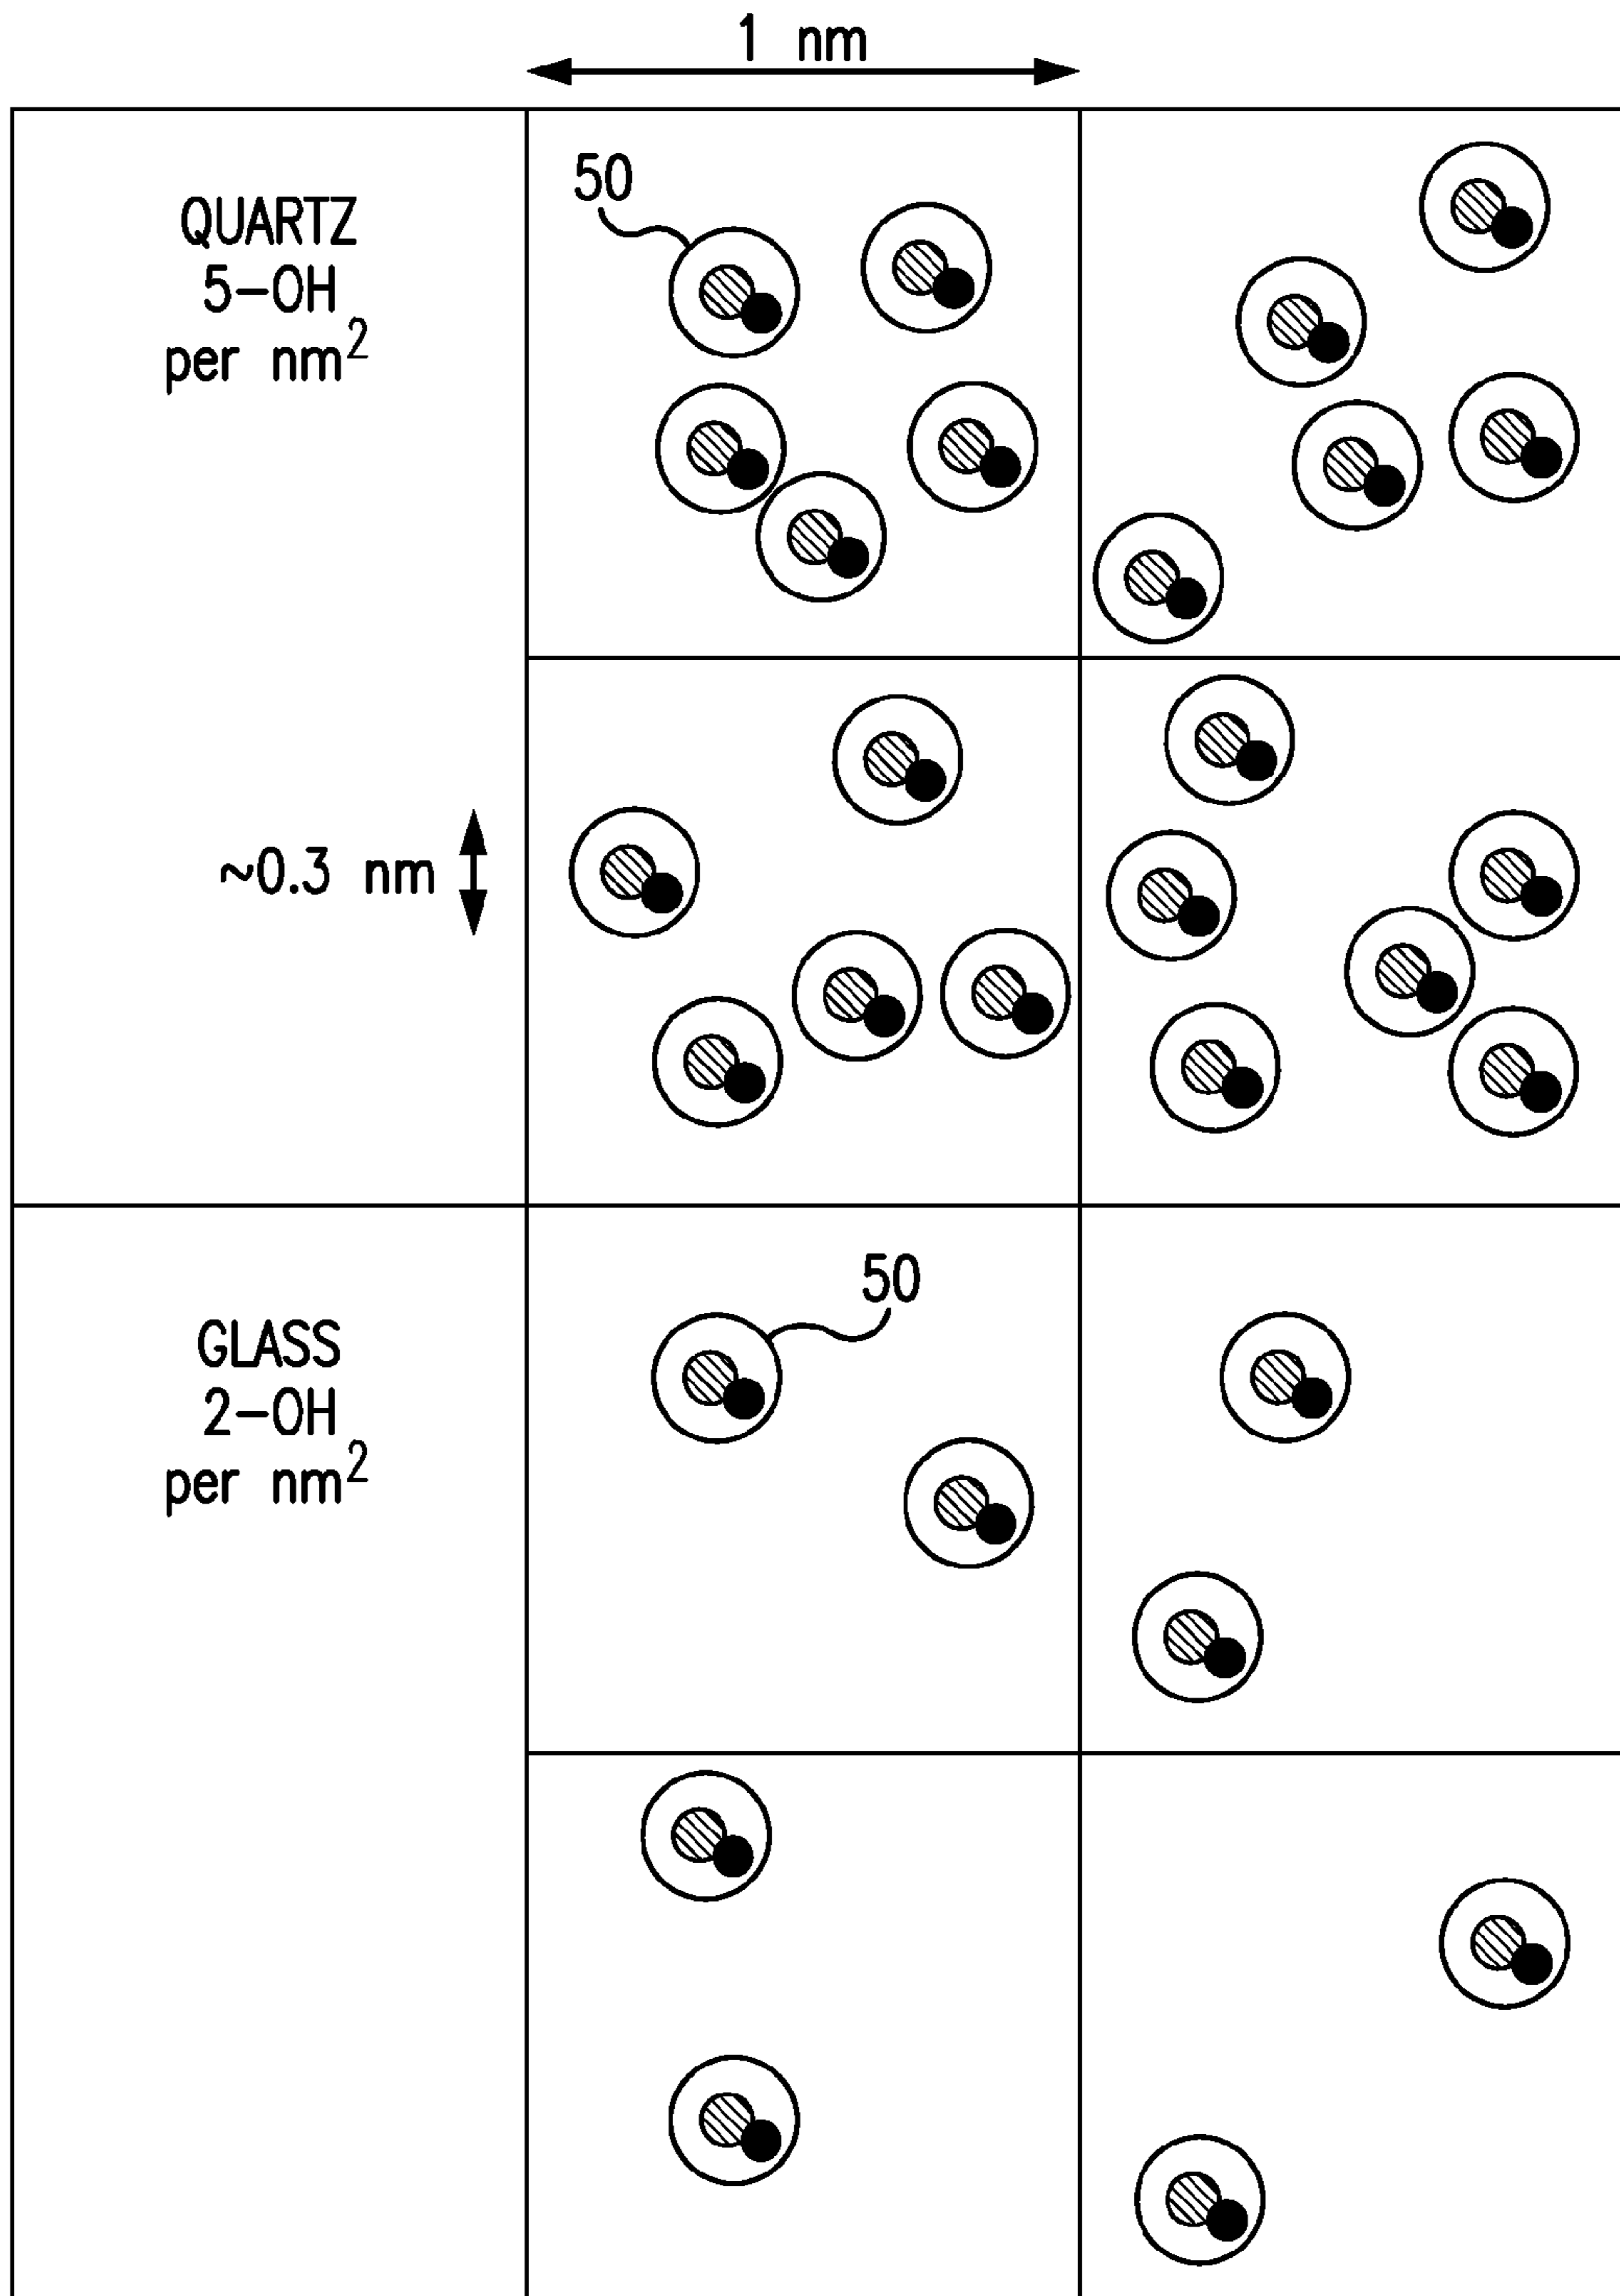 1 nm
50
QUARTZ
5-OH
per nm²
~0.3 nm
50
GLASS
2-OH
per nm²